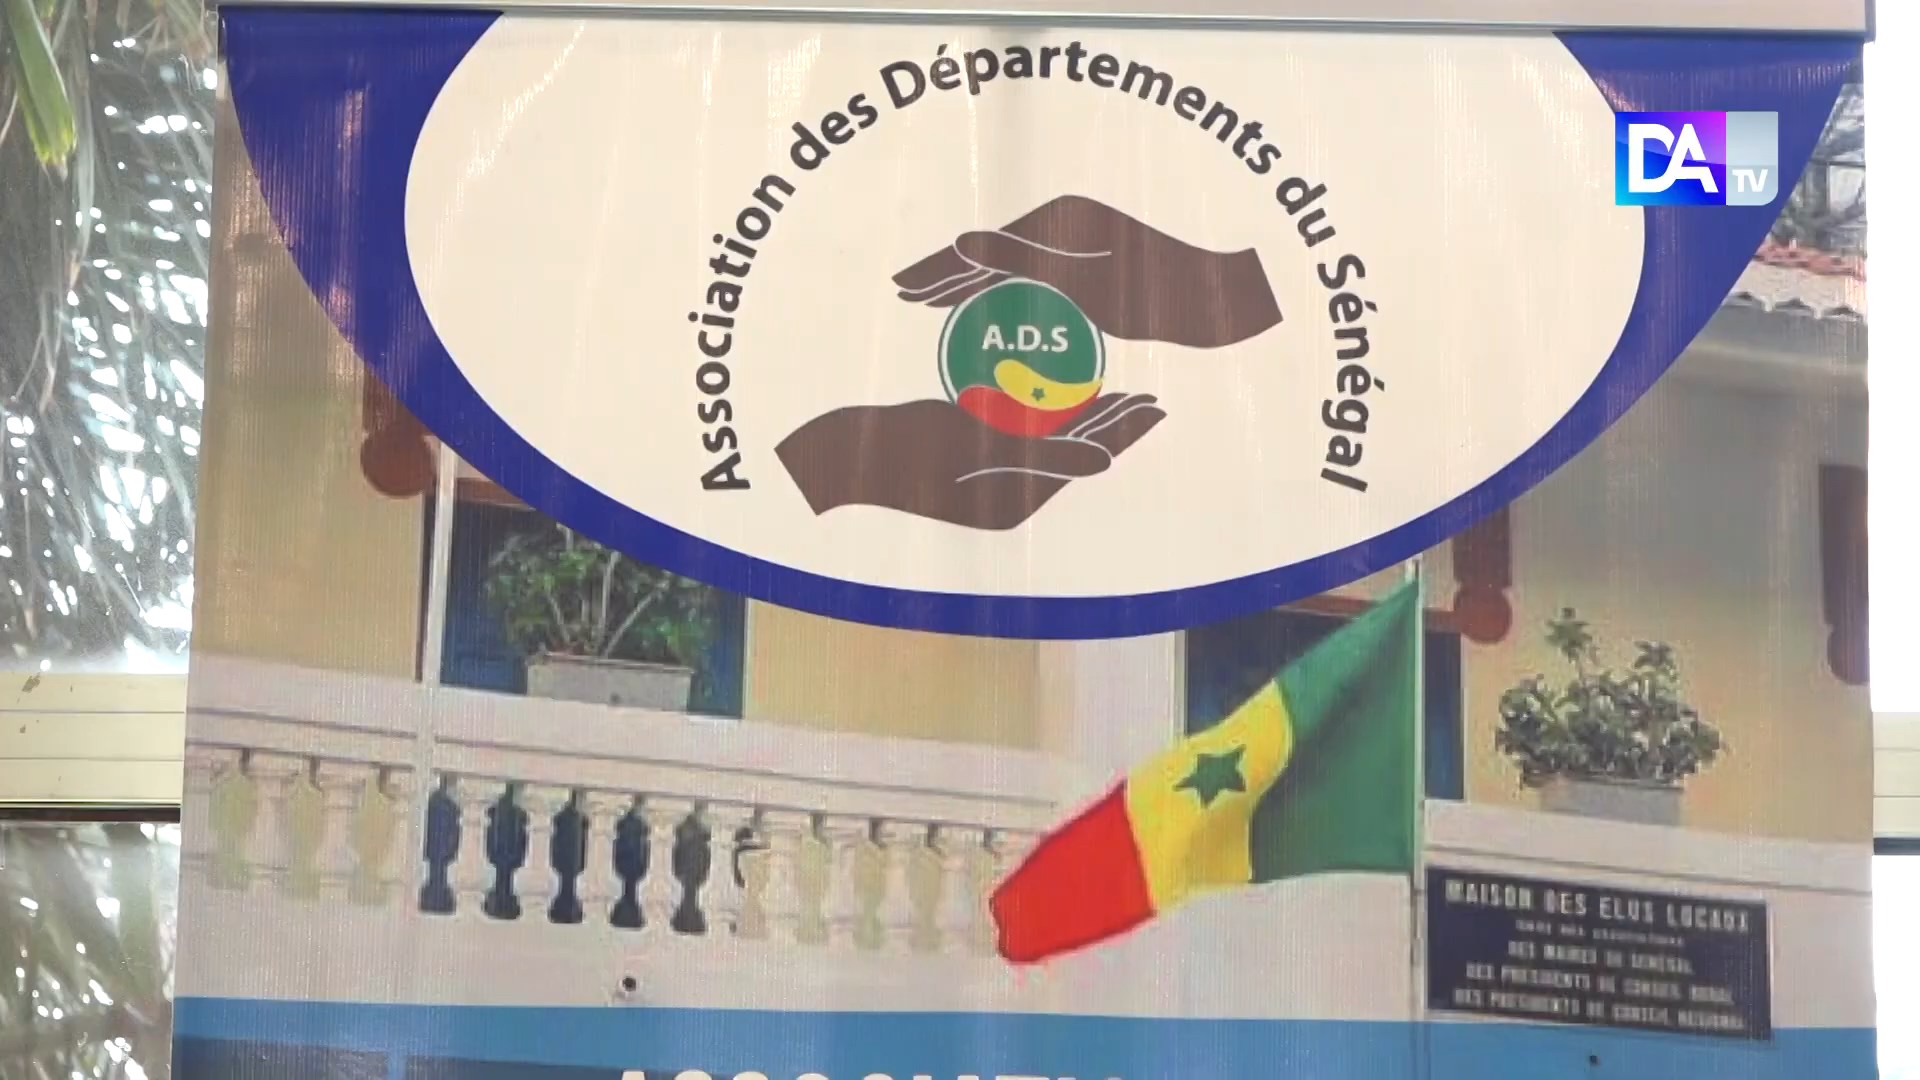 Association des Départements du Sénégal
DA TV
A.D.S
MAISON DES ELUS LOCAUX
DES MAIRES DU SENEGAL
DES PRESIDENTS DE CONSEIL RURAL
DES PRESIDENTS DE CONSEIL REGIONAL